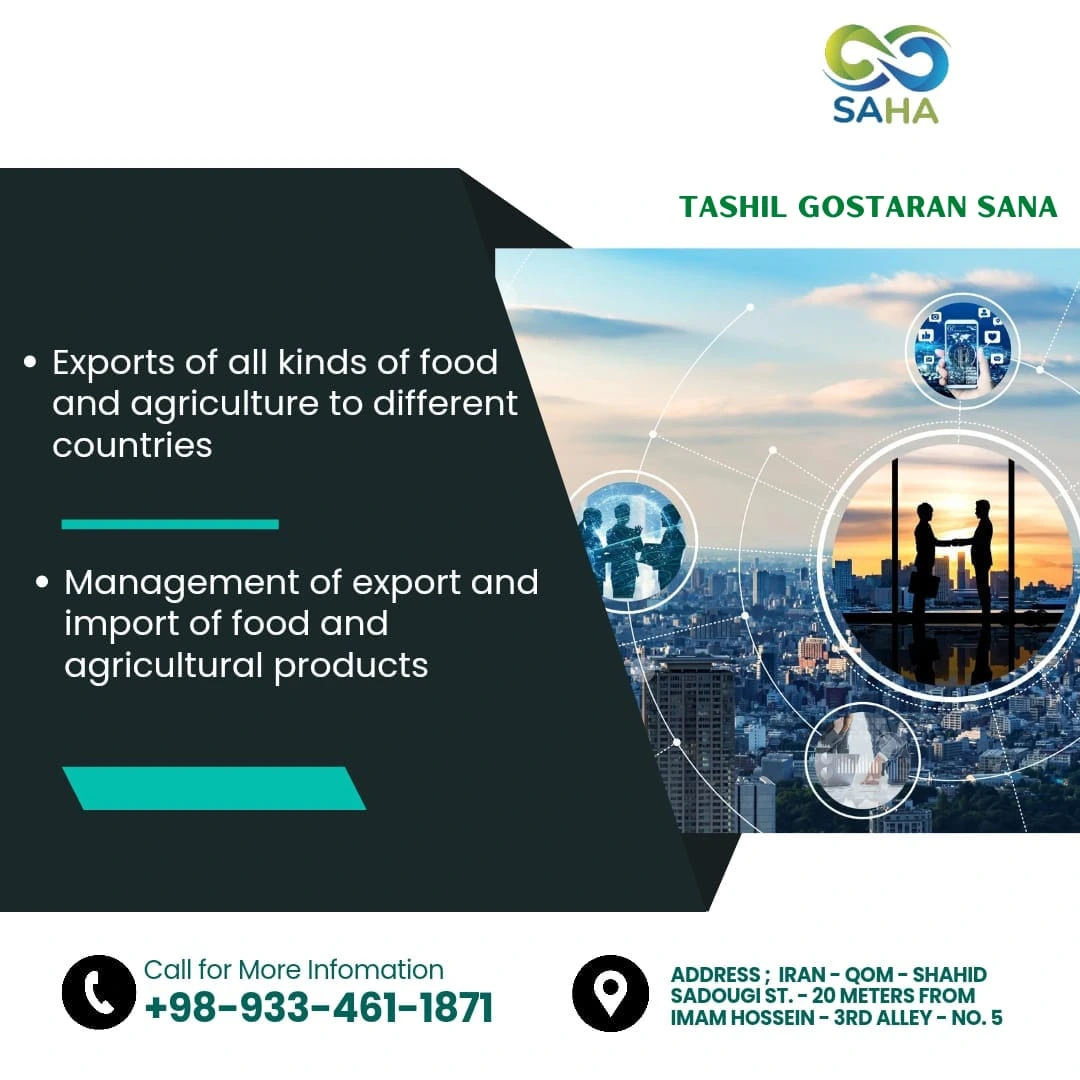 SAHA
TASHIL GOSTARAN SANA
• Exports of all kinds of food
and agriculture to different
countries
• Management of export and
import of food and
agricultural products
Call for More Infomation
+98-933-461-1871
ADDRESS ; IRAN - QOM - SHAHID
SADOUGI ST. - 20 METERS FROM
IMAM HOSSEIN - 3RD ALLEY - NO. 5